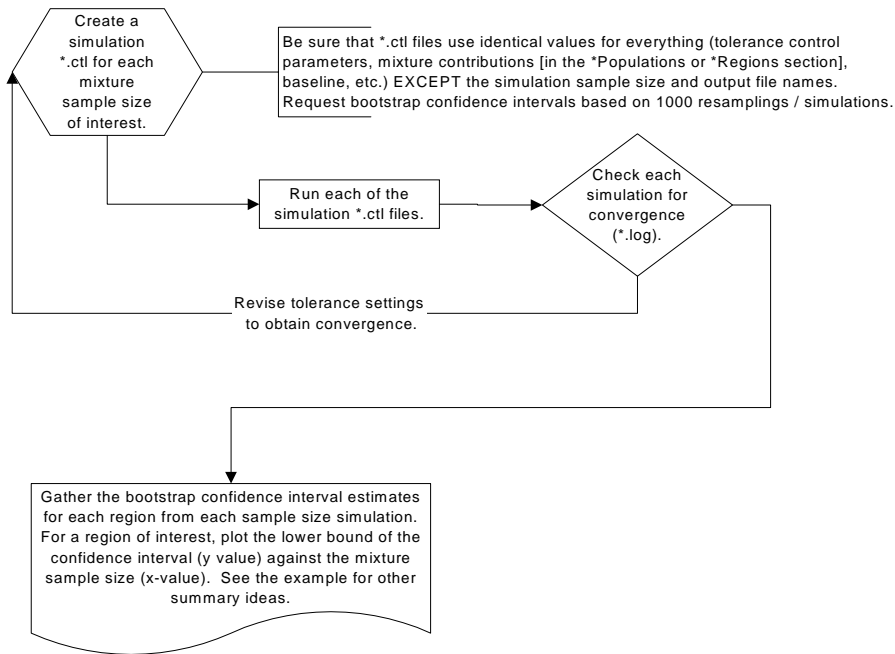 Create a
simulation
*.ctl for each
mixture
sample size
of interest.
Be sure that *.ctl files use identical values for everything (tolerance control
parameters, mixture contributions [in the *Populations or *Regions section],
baseline, etc.) EXCEPT the simulation sample size and output file names.
Request bootstrap confidence intervals based on 1000 resamplings / simulations.
Run each of the
simulation *.ctl files.
Check each
simulation for
convergence
(*.log).
Revise tolerance settings
to obtain convergence.
Gather the bootstrap confidence interval estimates
for each region from each sample size simulation.
For a region of interest, plot the lower bound of the
confidence interval (y value) against the mixture
sample size (x-value). See the example for other
summary ideas.